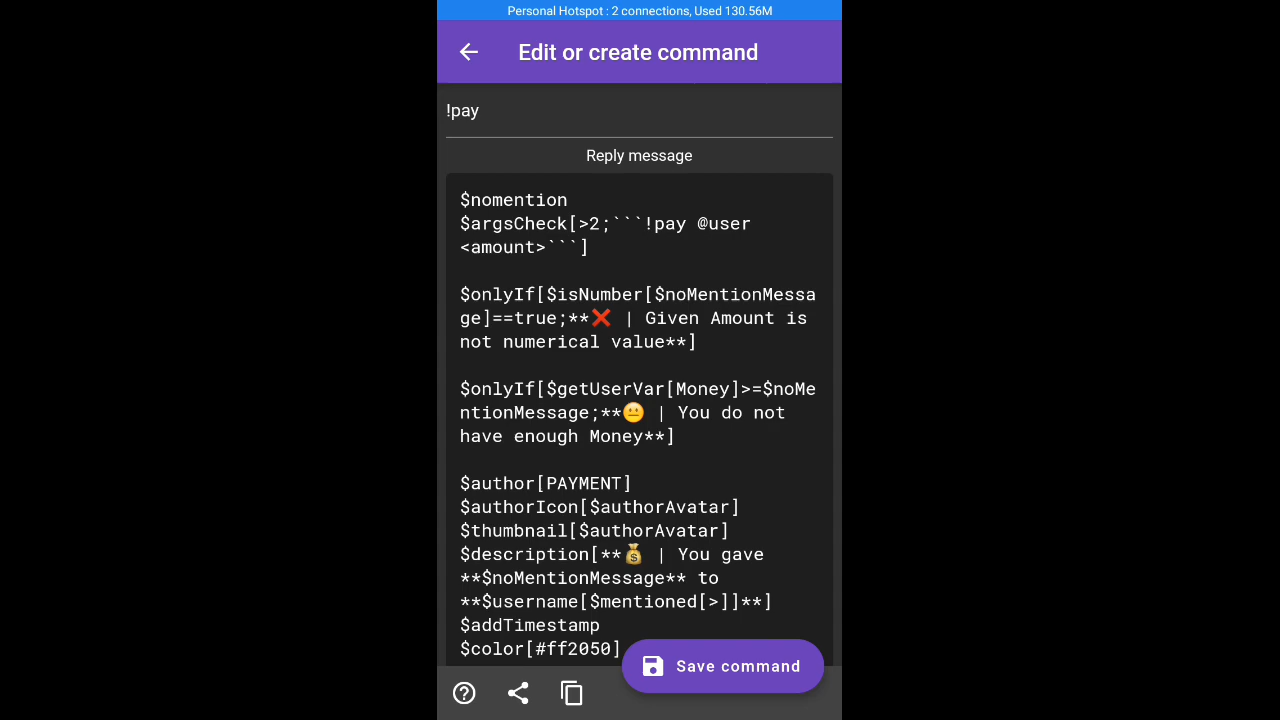 Personal Hotspot : 2 connections, Used 130.56M
Edit or create command
!pay
Reply message
$nomention
$argsCheck[>2;```!pay @user
<amount>```]
$onlyIf[$isNumber[$noMentionMessa
ge]==true;**❌ | Given Amount is
not numerical value**]
$onlyIf[$getUserVar[Money]>=$noMe
ntionMessage;**😐 | You do not
have enough Money**]
$author[PAYMENT]
$authorIcon[$authorAvatar]
$thumbnail[$authorAvatar]
$description[**💰 | You gave
**$noMentionMessage** to
**$username[$mentioned[>]]**]
$addTimestamp
$color[#ff2050]
Save command